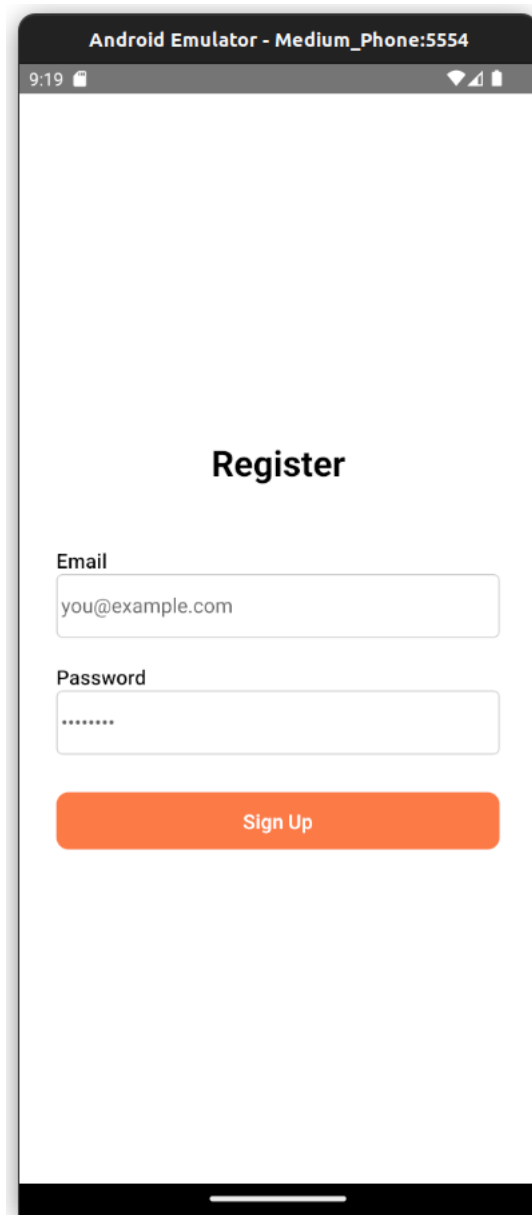 Android Emulator - Medium_Phone:5554
9:19
Register
Email
you@example.com
Password
••••••••
Sign Up